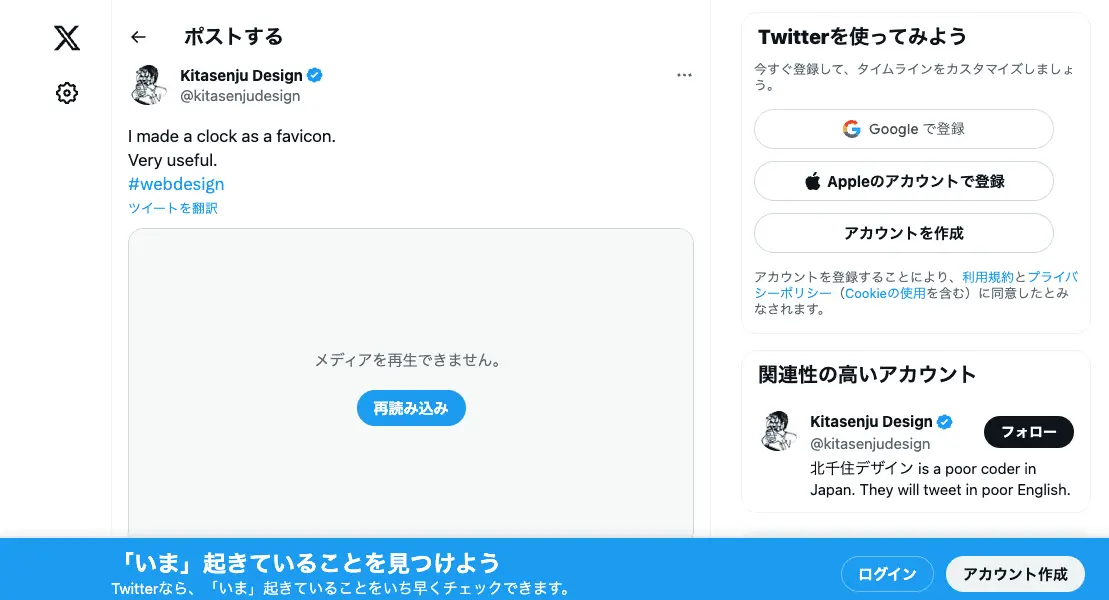 ポストする
Kitasenju Design
@kitasenjudesign
I made a clock as a favicon.
Very useful.
#webdesign
ツイートを翻訳
メディアを再生できません。
再読み込み
Twitterを使ってみよう
今すぐ登録して、タイムラインをカスタマイズしましょ
う。
Google で登録
Appleのアカウントで登録
アカウントを作成
アカウントを登録することにより、利用規約とプライバ
シーポリシー（Cookieの使用を含む）に同意したとみ
なされます。
関連性の高いアカウント
Kitasenju Design
@kitasenjudesign
フォロー
北千住デザイン is a poor coder in
Japan. They will tweet in poor English.
「いま」起きていることを見つけよう
Twitterなら、「いま」起きていることをいち早くチェックできます。
ログイン
アカウント作成